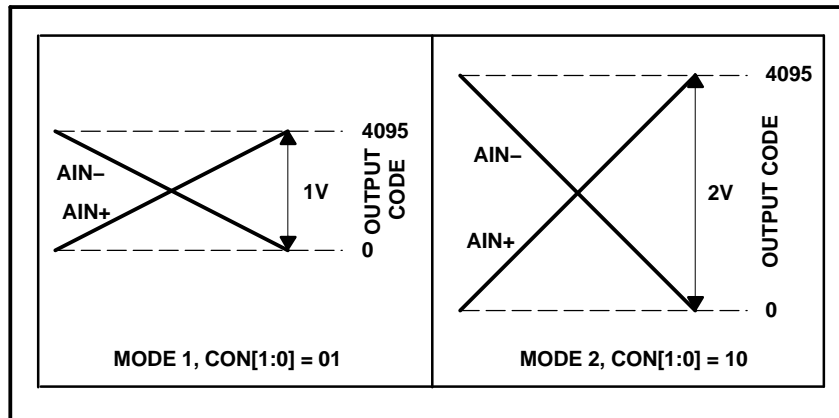 4095
AIN–
AIN+
1V
OUTPUT
CODE
0
MODE 1, CON[1:0] = 01
4095
AIN–
AIN+
2V
OUTPUT CODE
0
MODE 2, CON[1:0] = 10